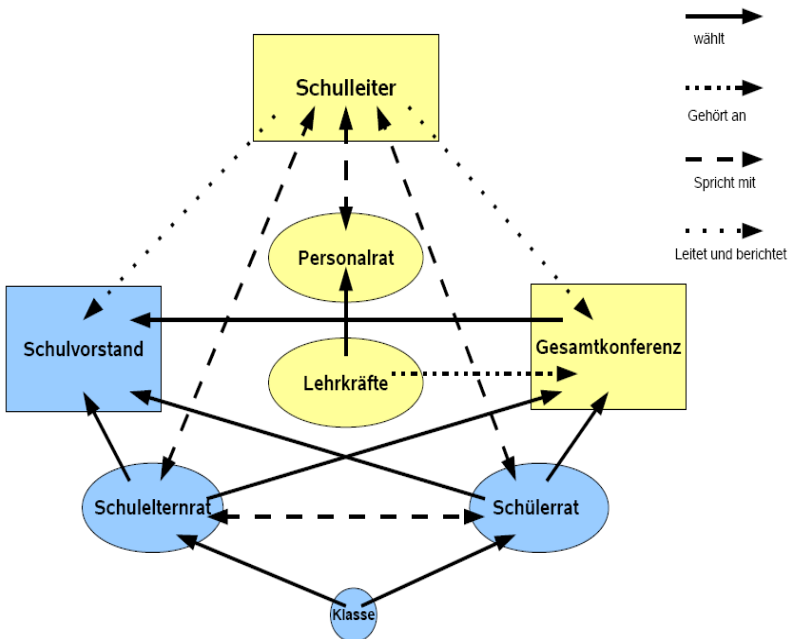 wählt
Schulleiter
Gehört an
Spricht mit
Personalrat
Leitet und berichtet
Schulvorstand
Gesamtkonferenz
Lehrkräfte
Schulelternrat
Schülerrat
Klasse